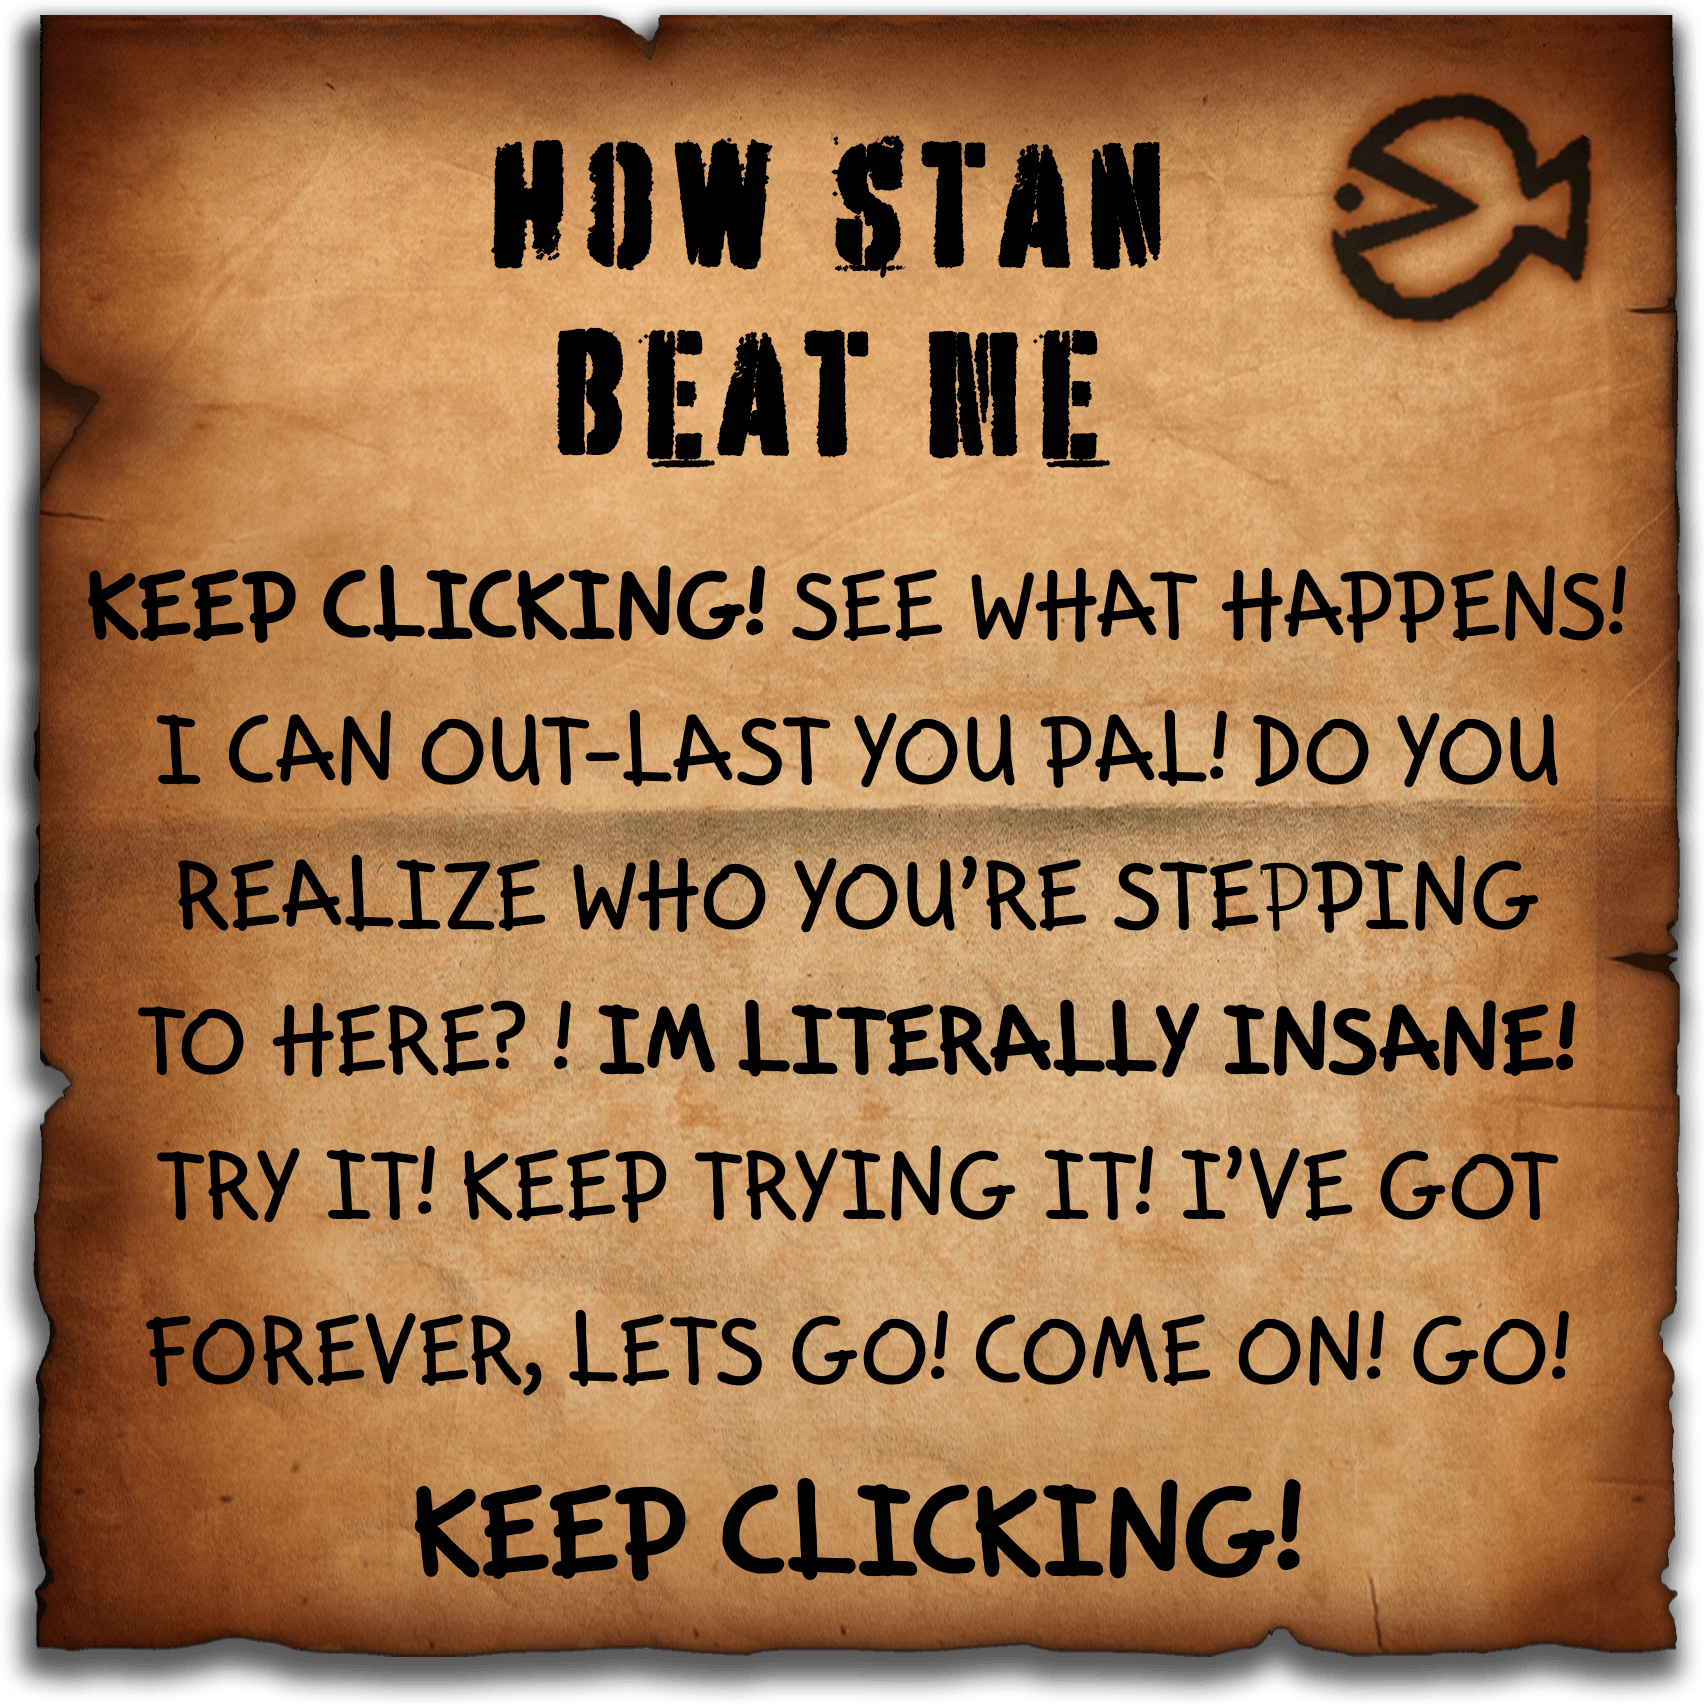 HOW STAN
BEAT ME
KEEP CLICKING! SEE WHAT HAPPENS!
I CAN OUT-LAST YOU PAL! DO YOU
REALIZE WHO YOU’RE STEPPING
TO HERE? ! IM LITERALLY INSANE!
TRY IT! KEEP TRYING IT! I’VE GOT
FOREVER, LETS GO! COME ON! GO!
KEEP CLICKING!